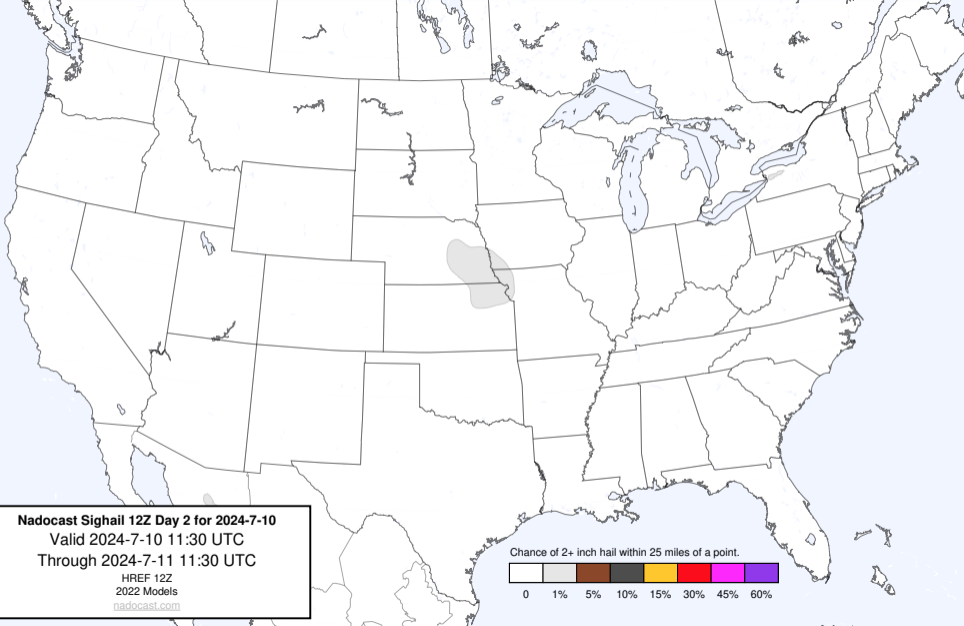 Nadocast Sighail 12Z Day 2 for 2024-7-10
Valid 2024-7-10 11:30 UTC
Through 2024-7-11 11:30 UTC
HREF 12Z
2022 Models
nadocast.com
Chance of 2+ inch hail within 25 miles of a point.
0 1% 5% 10% 15% 30% 45% 60%